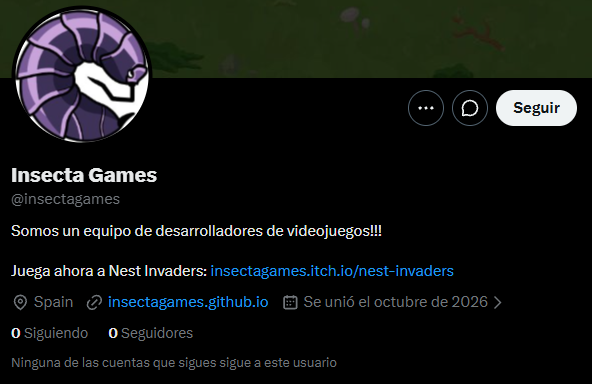 Seguir
Insecta Games
@insectagames
Somos un equipo de desarrolladores de videojuegos!!!
Juega ahora a Nest Invaders: insectagames.itch.io/nest-invaders
Spain insectagames.github.io Se unió el octubre de 2026
0 Siguiendo 0 Seguidores
Ninguna de las cuentas que sigues sigue a este usuario